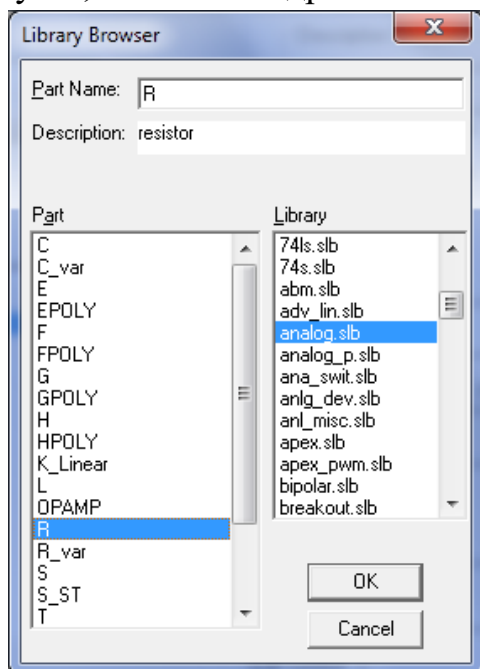 Library Browser
Part Name: R
Description: resistor
Part
C
C_var
E
EPOLY
F
FPOLY
G
GPOLY
H
HPOLY
K_Linear
L
OPAMP
R
R_var
S
S_ST
T
Library
74ls.slb
74s.slb
abm.slb
adv_lin.slb
analog.slb
analog_p.slb
ana_swit.slb
anlg_dev.slb
anl_misc.slb
apex.slb
apex_pwm.slb
bipolar.slb
breakout.slb
OK
Cancel